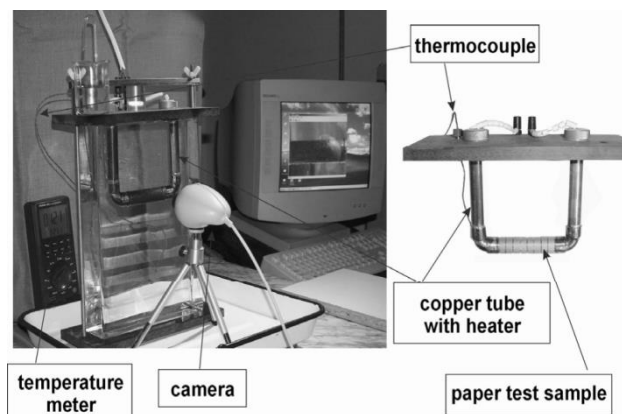 thermocouple
copper tube
with heater
temperature
meter
camera
paper test sample